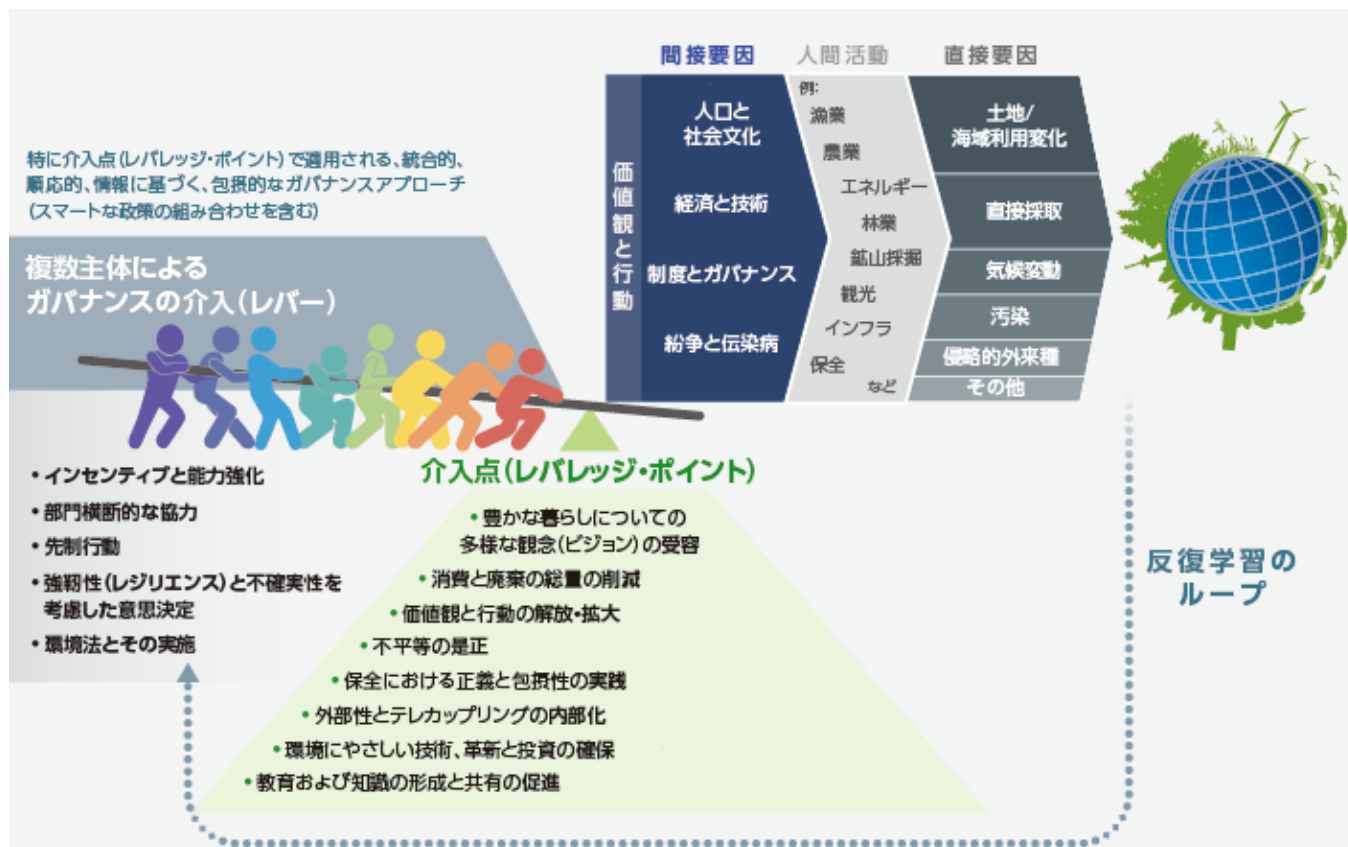 特に介入点(レバレッジ・ポイント)で適用される、統合的、
順応的、情報に基づく、包摂的なガバナンスアプローチ
(スマートな政策の組み合わせを含む)
複数主体による
ガバナンスの介入(レバー)
・インセンティブと能力強化
・部門横断的な協力
・先制行動
・強靭性(レジリエンス)と不確実性を
考慮した意思決定
・環境法とその実施
介入点(レバレッジ・ポイント)
・豊かな暮らしについての
多様な観念(ビジョン)の受容
・消費と廃棄の総量の削減
・価値観と行動の解放・拡大
・不平等の是正
・保全における正義と包摂性の実践
・外部性とテレカップリングの内部化
・環境にやさしい技術、革新と投資の確保
・教育および知識の形成と共有の促進
間接要因
価値観と行動
人口と
社会文化
経済と技術
制度とガバナンス
紛争と伝染病
人間活動
例:
漁業
農業
エネルギー
林業
鉱山採掘
観光
インフラ
保全
など
直接要因
土地/
海域利用変化
直接採取
気候変動
汚染
侵略的外来種
その他
反復学習の
ループ